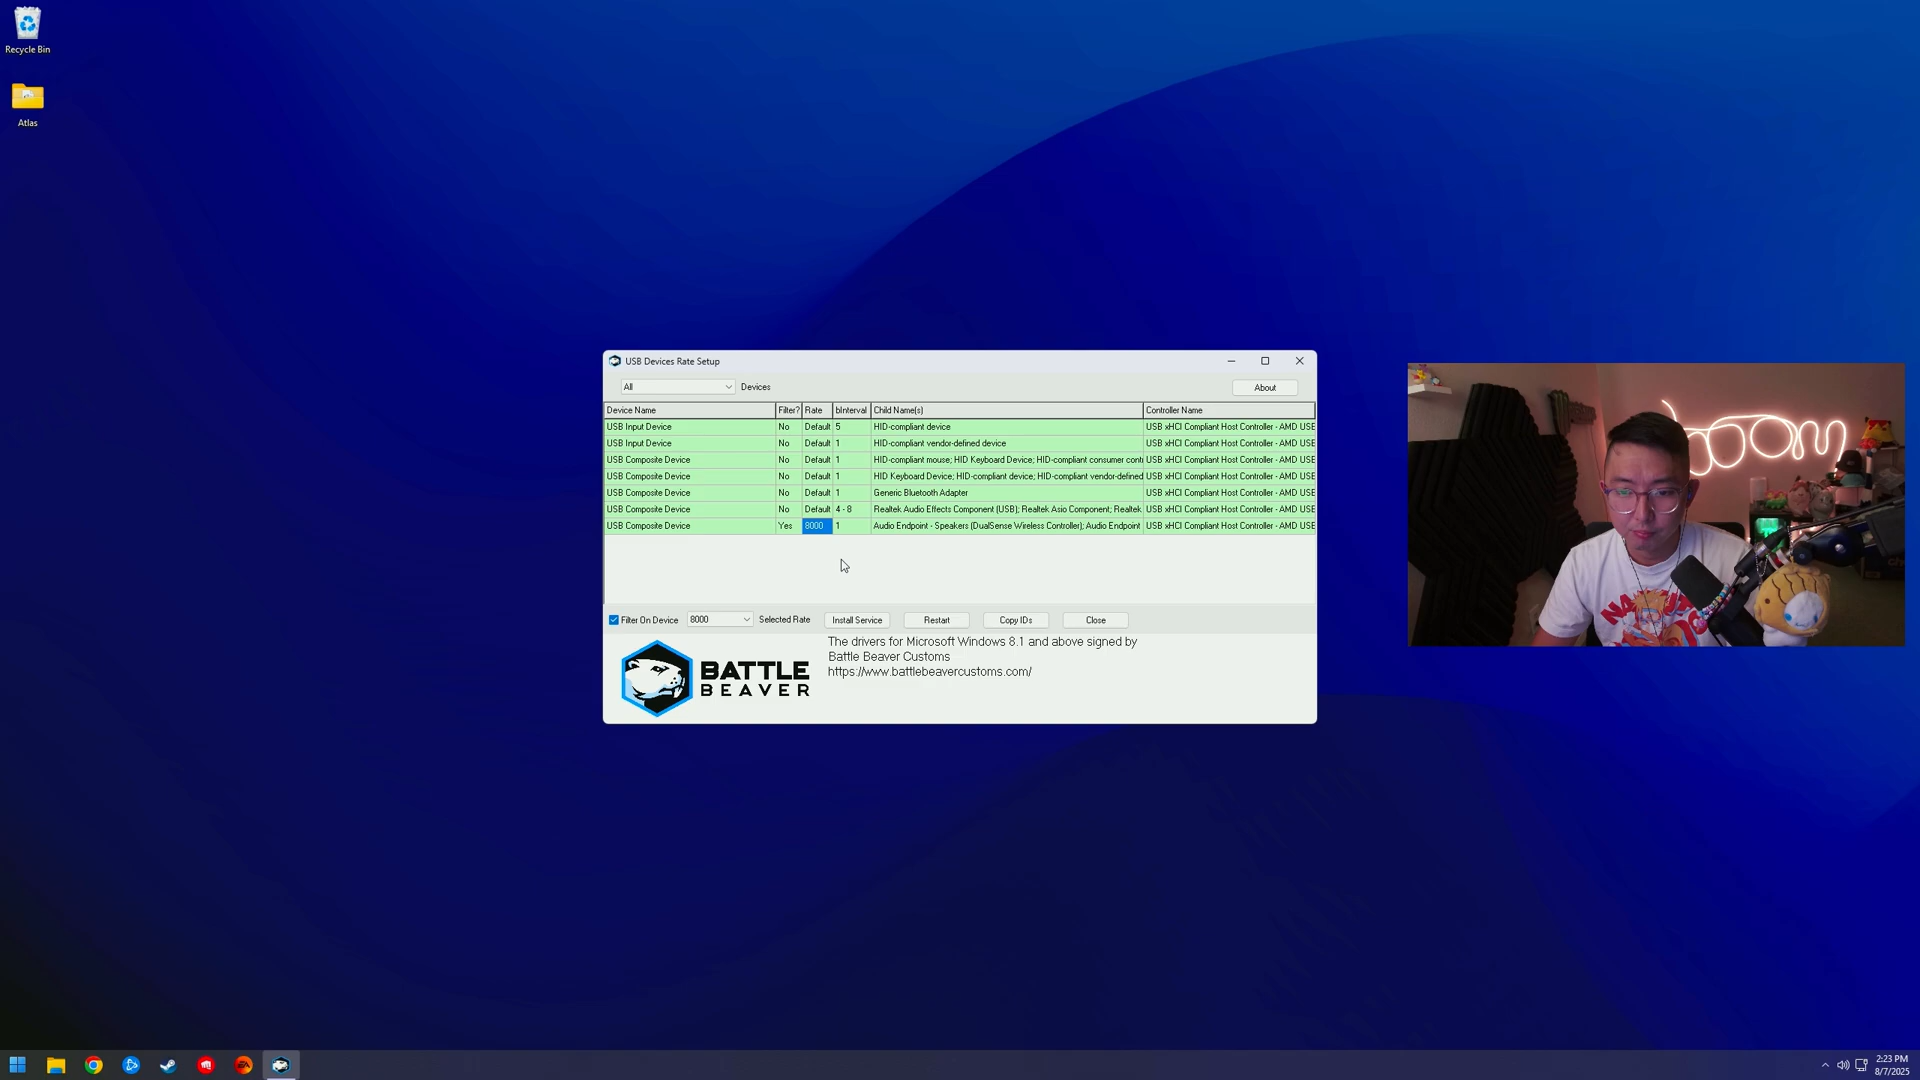 Recycle Bin
Atlas
USB Devices Rate Setup
All Devices About
Device Name Filter? Rate bInterval Child Name(s) Controller Name
USB Input Device No Default 5 HID-compliant device USB xHCI Compliant Host Controller - AMD USE
USB Input Device No Default 1 HID-compliant vendor-defined device USB xHCI Compliant Host Controller - AMD USE
USB Composite Device No Default 1 HID-compliant mouse; HID Keyboard Device; HID-compliant consumer cont USB xHCI Compliant Host Controller - AMD USE
USB Composite Device No Default 1 HID Keyboard Device; HID-compliant device; HID-compliant vendor-defined USB xHCI Compliant Host Controller - AMD USE
USB Composite Device No Default 1 Generic Bluetooth Adapter USB xHCI Compliant Host Controller - AMD USE
USB Composite Device No Default 4 - 8 Realtek Audio Effects Component (USB); Realtek Asio Component; Realtek USB xHCI Compliant Host Controller - AMD USE
USB Composite Device Yes 8000 1 Audio Endpoint - Speakers (DualSense Wireless Controller); Audio Endpoint USB xHCI Compliant Host Controller - AMD USE
Filter On Device 8000 Selected Rate Install Service Restart Copy IDs Close
BATTLE
BEAVER
The drivers for Microsoft Windows 8.1 and above signed by
Battle Beaver Customs
https://www.battlebeavercustoms.com/
EA
2:23 PM
8/7/2025